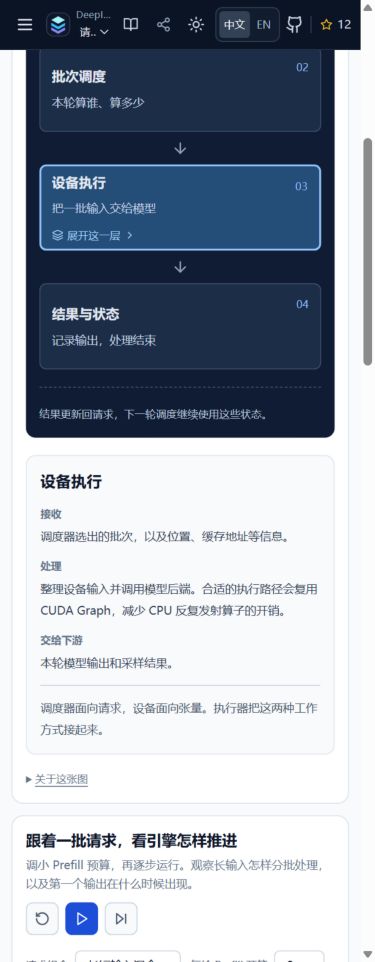 Deepl...
请..
中文
EN
12
02
批次调度
本轮算谁、算多少
设备执行
03
把一批输入交给模型
展开这一层
04
结果与状态
记录输出，处理结束
结果更新回请求，下一轮调度继续使用这些状态。
设备执行
接收
调度器选出的批次，以及位置、缓存地址等信息。
处理
整理设备输入并调用模型后端。合适的执行路径会复用
CUDA Graph，减少 CPU 反复发射算子的开销。
交给下游
本轮模型输出和采样结果。
调度器面向请求，设备面向张量。执行器把这两种工作
方式接起来。
关于这张图
跟着一批请求，看引擎怎样推进
调小 Prefill 预算，再逐步运行。观察长输入怎样分批处理，
以及第一个输出在什么时候出现。